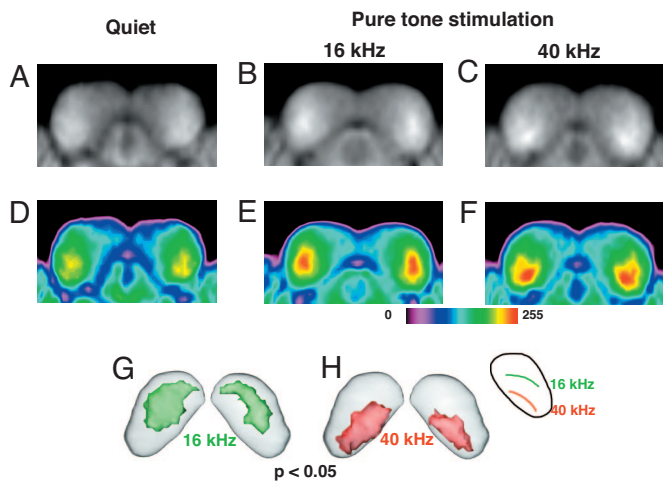 Quiet
Pure tone stimulation
16 kHz
40 kHz
A
B
C
D
E
F
0
255
G
H
16 kHz
40 kHz
16 kHz
40 kHz
p < 0.05